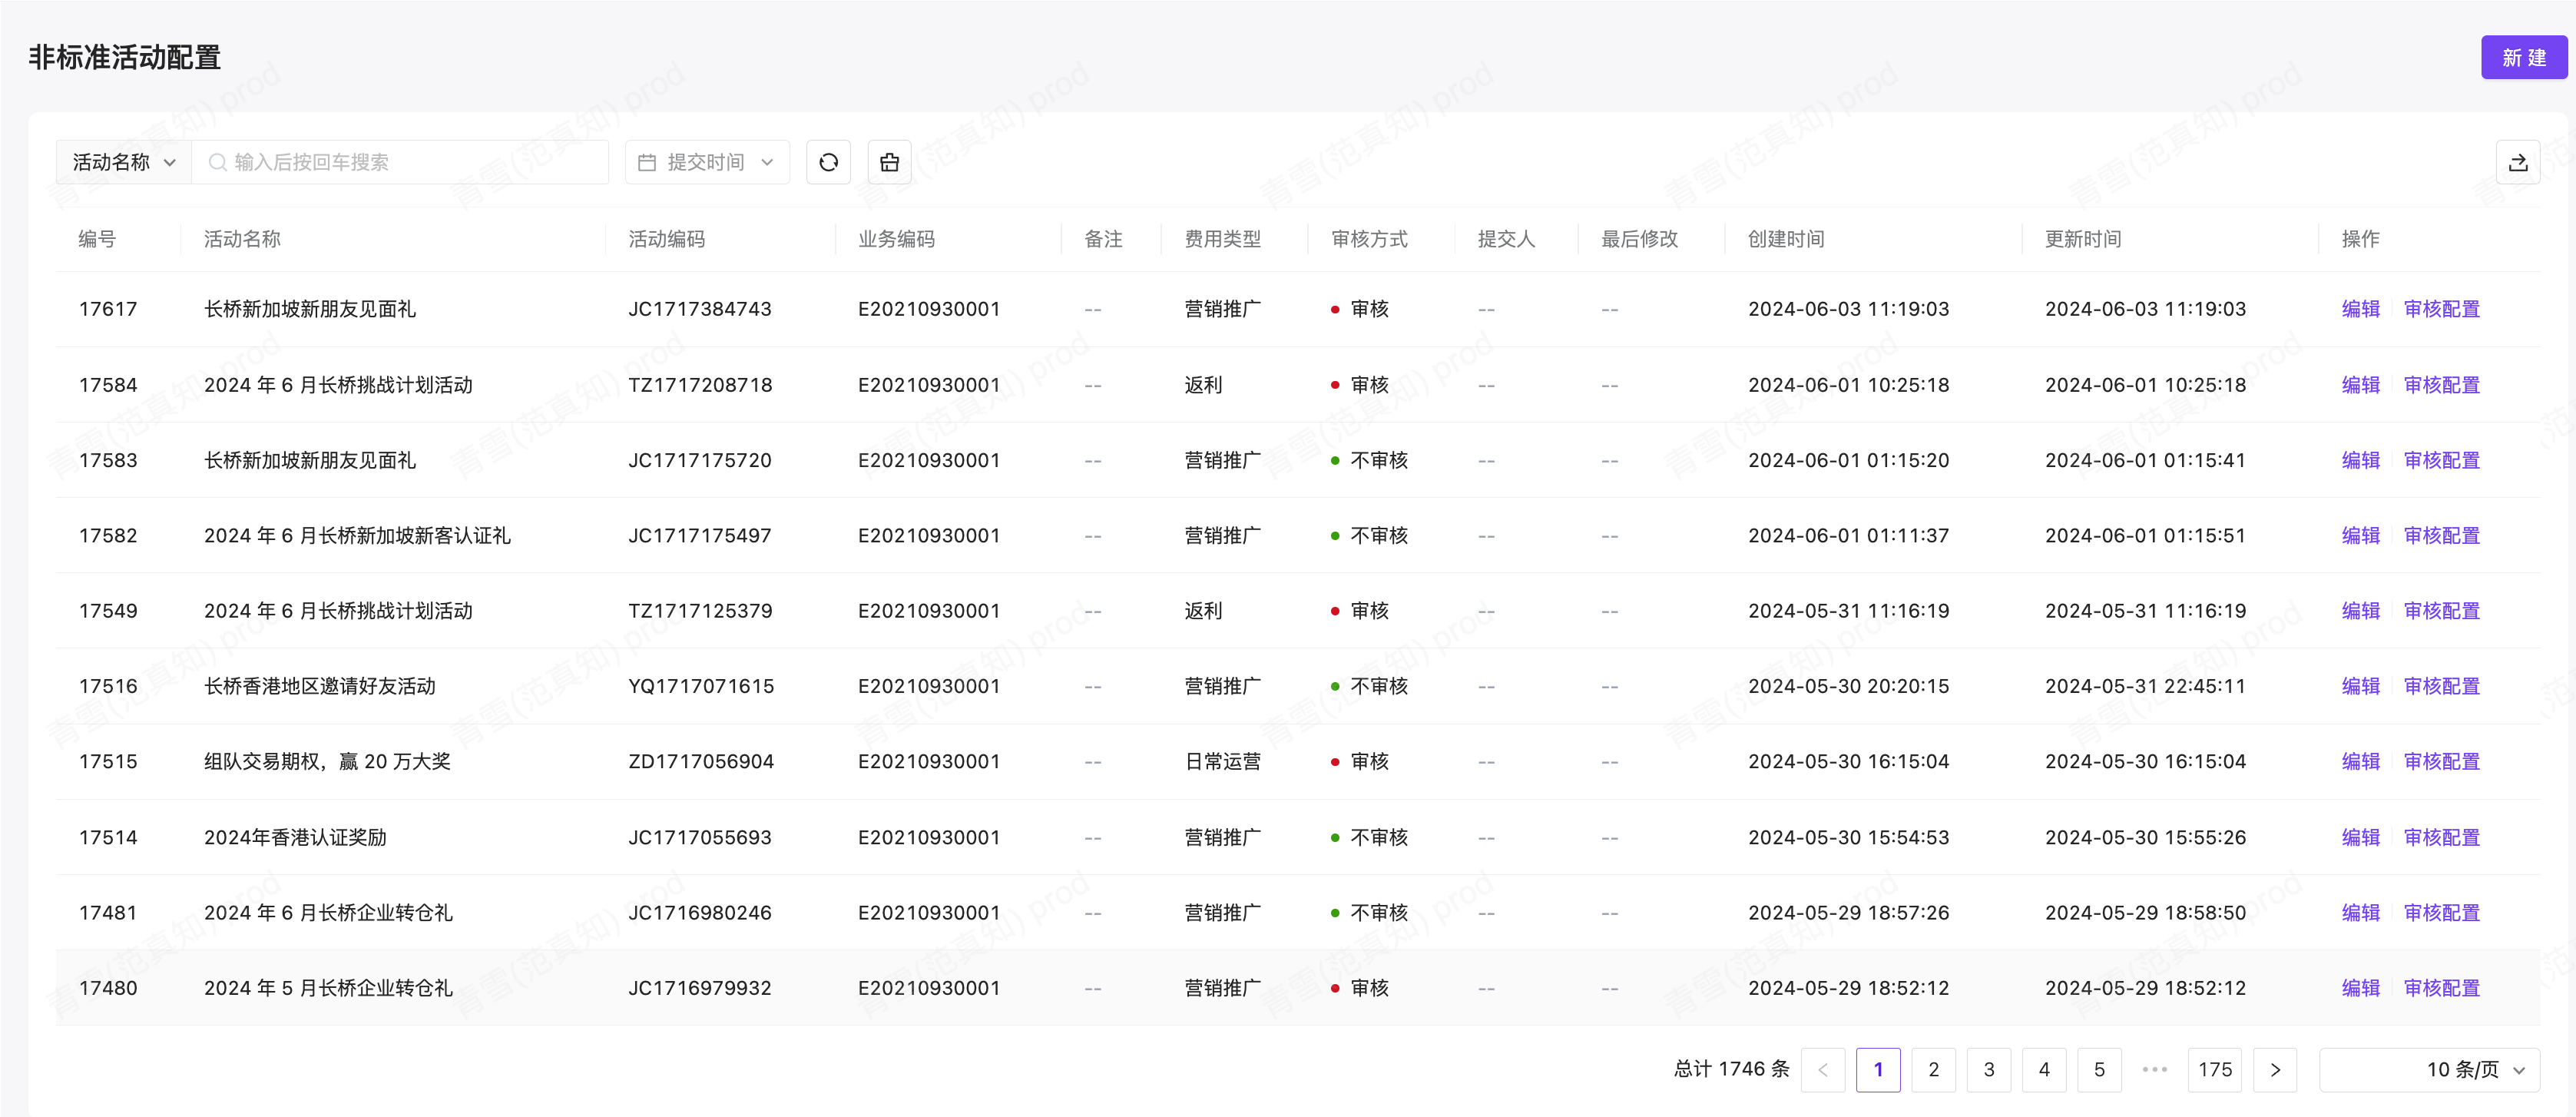 非标准活动配置
新 建
活动名称 输入后按回车搜索 提交时间
编号 活动名称 活动编码 业务编码 备注 费用类型 审核方式 提交人 最后修改 创建时间 更新时间 操作
17617 长桥新加坡新朋友见面礼 JC1717384743 E20210930001 -- 营销推广 审核 -- -- 2024-06-03 11:19:03 2024-06-03 11:19:03 编辑 审核配置
17584 2024 年 6 月长桥挑战计划活动 TZ1717208718 E20210930001 -- 返利 审核 -- -- 2024-06-01 10:25:18 2024-06-01 10:25:18 编辑 审核配置
17583 长桥新加坡新朋友见面礼 JC1717175720 E20210930001 -- 营销推广 不审核 -- -- 2024-06-01 01:15:20 2024-06-01 01:15:41 编辑 审核配置
17582 2024 年 6 月长桥新加坡新客认证礼 JC1717175497 E20210930001 -- 营销推广 不审核 -- -- 2024-06-01 01:11:37 2024-06-01 01:15:51 编辑 审核配置
17549 2024 年 6 月长桥挑战计划活动 TZ1717125379 E20210930001 -- 返利 审核 -- -- 2024-05-31 11:16:19 2024-05-31 11:16:19 编辑 审核配置
17516 长桥香港地区邀请好友活动 YQ1717071615 E20210930001 -- 营销推广 不审核 -- -- 2024-05-30 20:20:15 2024-05-31 22:45:11 编辑 审核配置
17515 组队交易期权，赢 20 万大奖 ZD1717056904 E20210930001 -- 日常运营 审核 -- -- 2024-05-30 16:15:04 2024-05-30 16:15:04 编辑 审核配置
17514 2024年香港认证奖励 JC1717055693 E20210930001 -- 营销推广 不审核 -- -- 2024-05-30 15:54:53 2024-05-30 15:55:26 编辑 审核配置
17481 2024 年 6 月长桥企业转仓礼 JC1716980246 E20210930001 -- 营销推广 不审核 -- -- 2024-05-29 18:57:26 2024-05-29 18:58:50 编辑 审核配置
17480 2024 年 5 月长桥企业转仓礼 JC1716979932 E20210930001 -- 营销推广 审核 -- -- 2024-05-29 18:52:12 2024-05-29 18:52:12 编辑 审核配置
总计 1746 条 < 1 2 3 4 5 ••• 175 > 10 条/页
青雪(范真知) prod